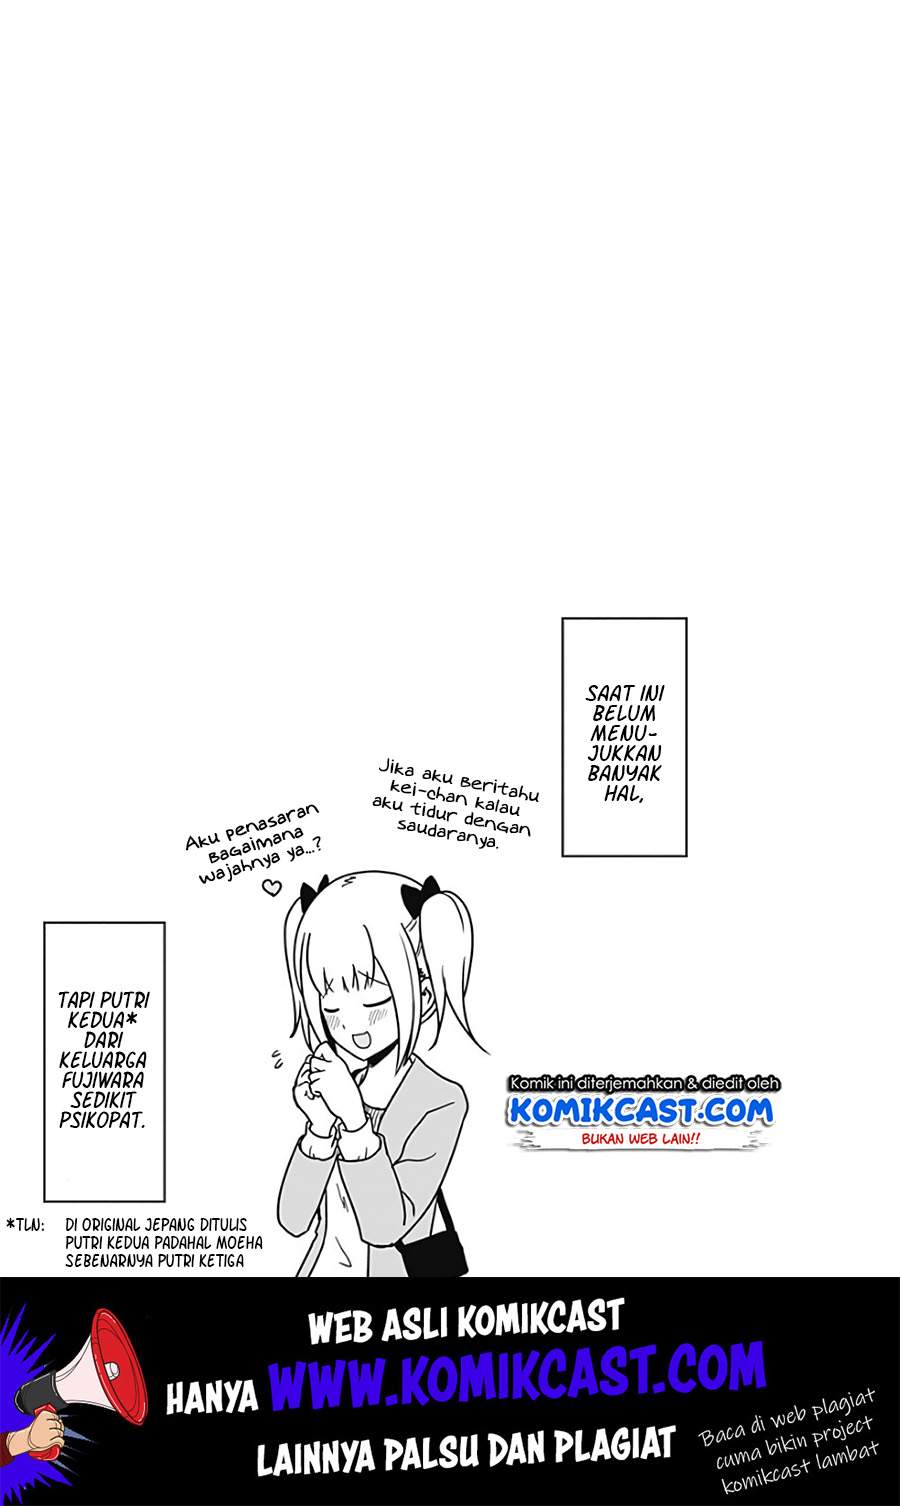 SAAT INI
BELUM
MENU-
JUKKAN
BANYAK
HAL,
Jika aku Beritahu
kei-chan kalau
aku tidur dengan
saudaranya.
Aku penasaran
Bagaimana
wajahnya ya...?
TAPI PUTRI
KEDUA*
DARI
KELUARGA
FUJIWARA
SEDIKIT
PSIKOPAT.
Komik ini diterjemahkan & diedit oleh
KOMIKCAST.COM
BUKAN WEB LAIN!!
*TLN: DI ORIGINAL JEPANG DITULIS
PUTRI KEDUA PADAHAL MOEHA
SEBENARNYA PUTRI KETIGA
WEB ASLI KOMIKCAST
HANYA WWW.KOMIKCAST.COM
LAINNYA PALSU DAN PLAGIAT
Baca di web plagiat
cuma bikin project
komikcast lambat